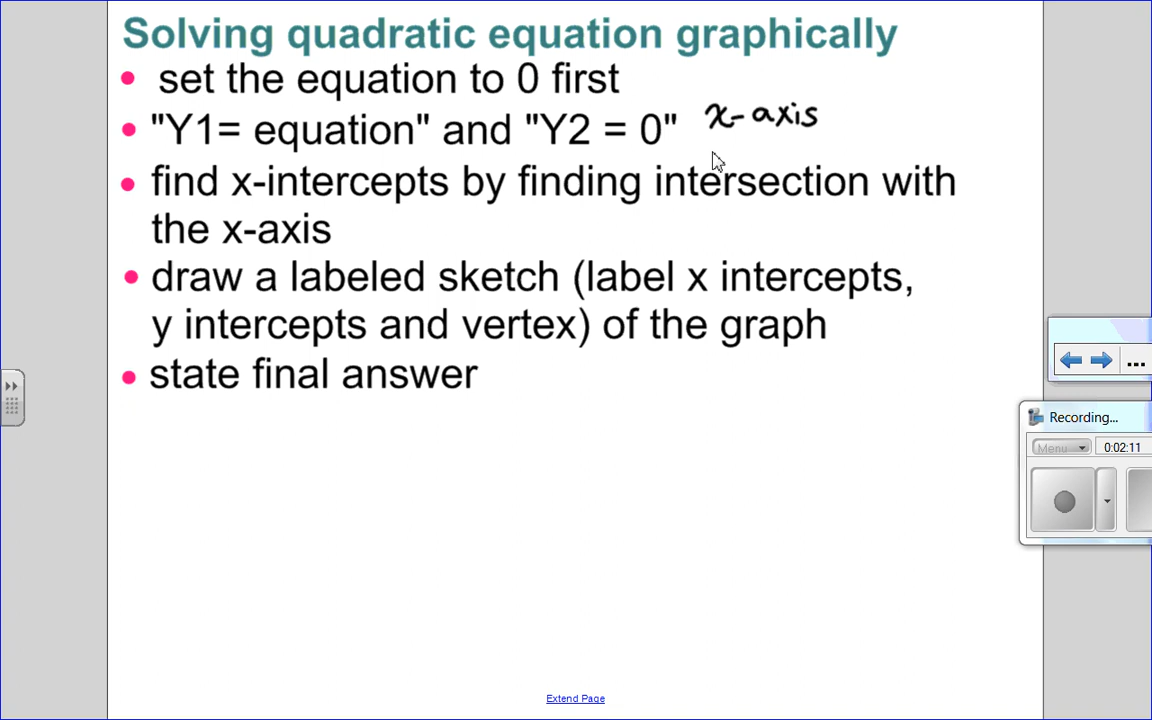 Solving quadratic equation graphically
• set the equation to 0 first
• "Y1= equation" and "Y2 = 0" x-axis
• find x-intercepts by finding intersection with
the x-axis
• draw a labeled sketch (label x intercepts,
y intercepts and vertex) of the graph
• state final answer
...
Recording...
Menu 0:02:11
Extend Page